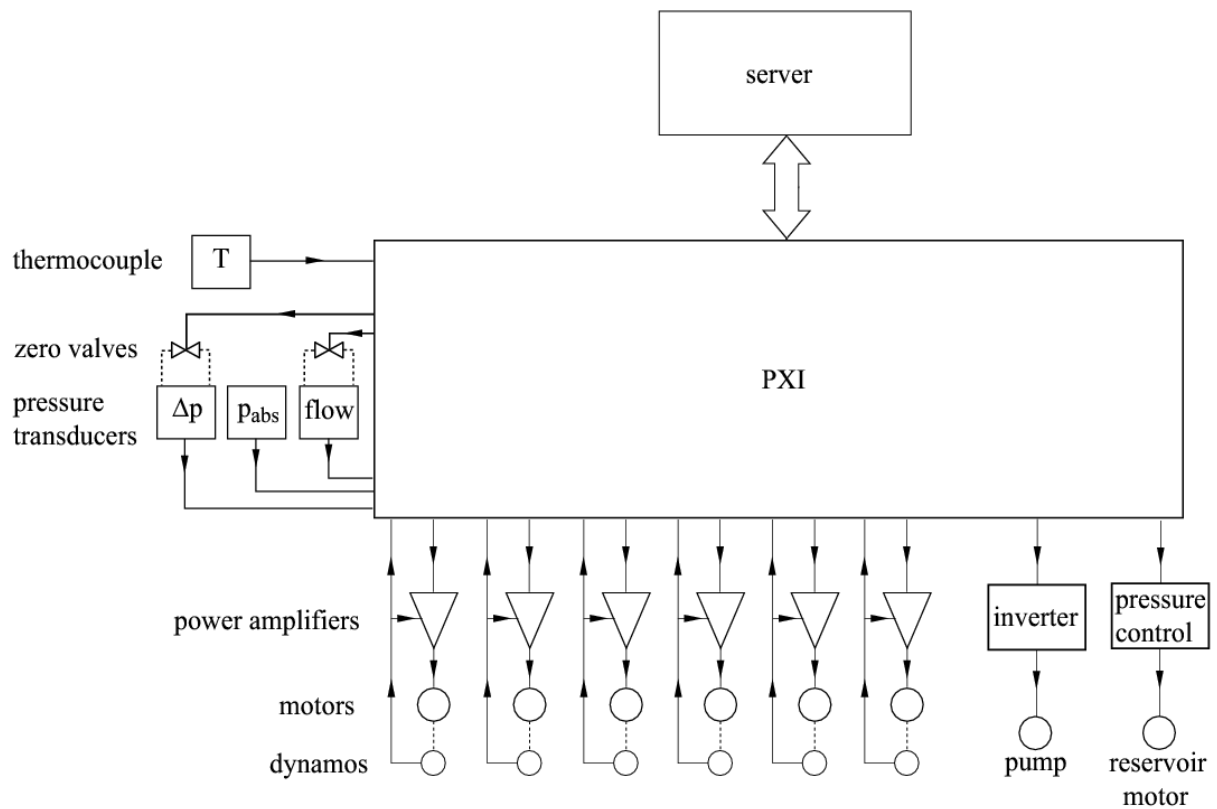 server
thermocouple
T
zero valves
PXI
pressure
transducers
Δp
pabs
flow
power amplifiers
inverter
pressure
control
motors
dynamos
pump
reservoir
motor